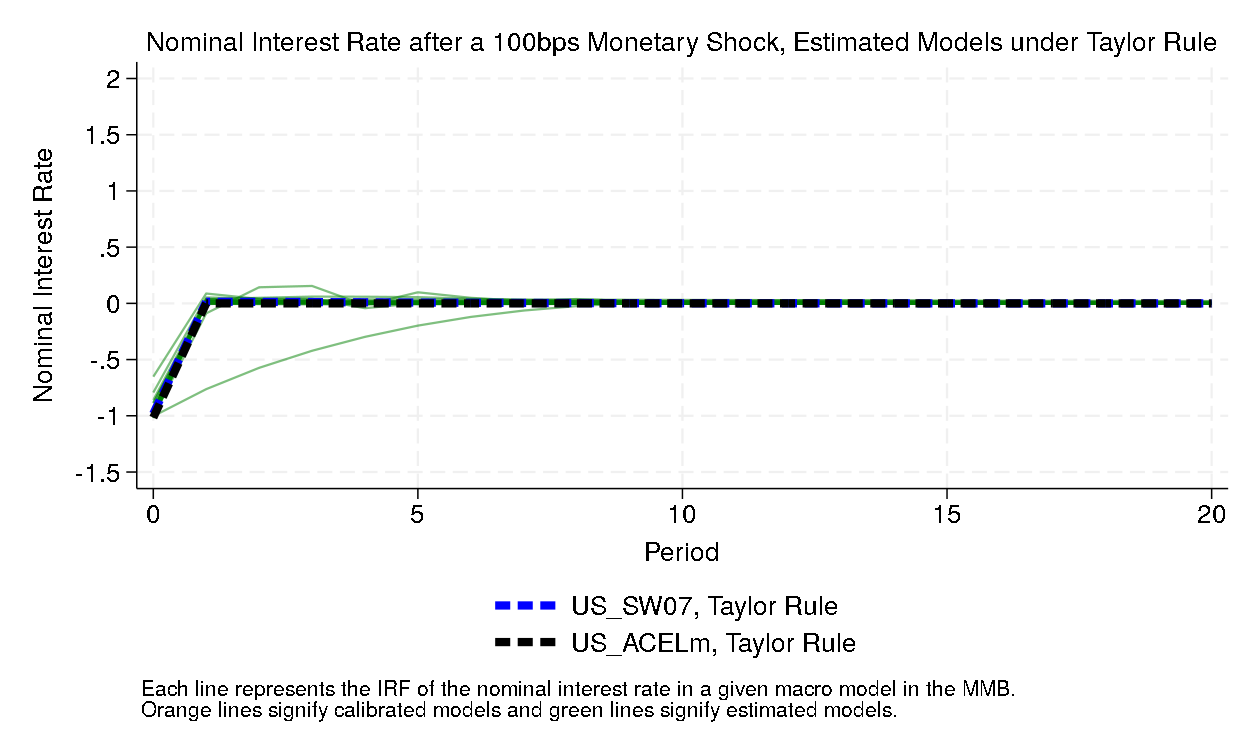 Nominal Interest Rate after a 100bps Monetary Shock, Estimated Models under Taylor Rule
Nominal Interest Rate
2
1.5
1
.5
0
-.5
-1
-1.5
0 5 10 15 20
Period
US_SW07, Taylor Rule
US_ACELm, Taylor Rule
Each line represents the IRF of the nominal interest rate in a given macro model in the MMB.
Orange lines signify calibrated models and green lines signify estimated models.